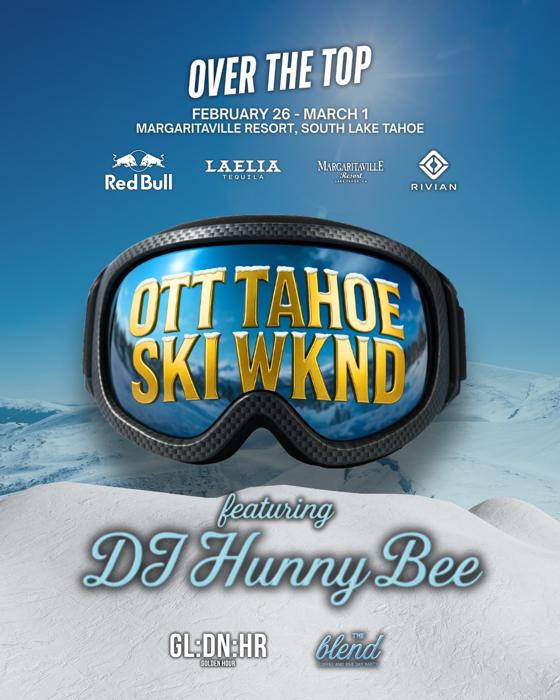 OVER THE TOP
FEBRUARY 26 - MARCH 1
MARGARITAVILLE RESORT, SOUTH LAKE TAHOE
Red Bull
LAELIA
TEQUILA
MARGARITAVILLE
Resort
RIVIAN
OTT TAHOE
SKI WKND
featuring
DJ Hunny Bee
GL:DN:HR
GOLDEN HOUR
THE
blend